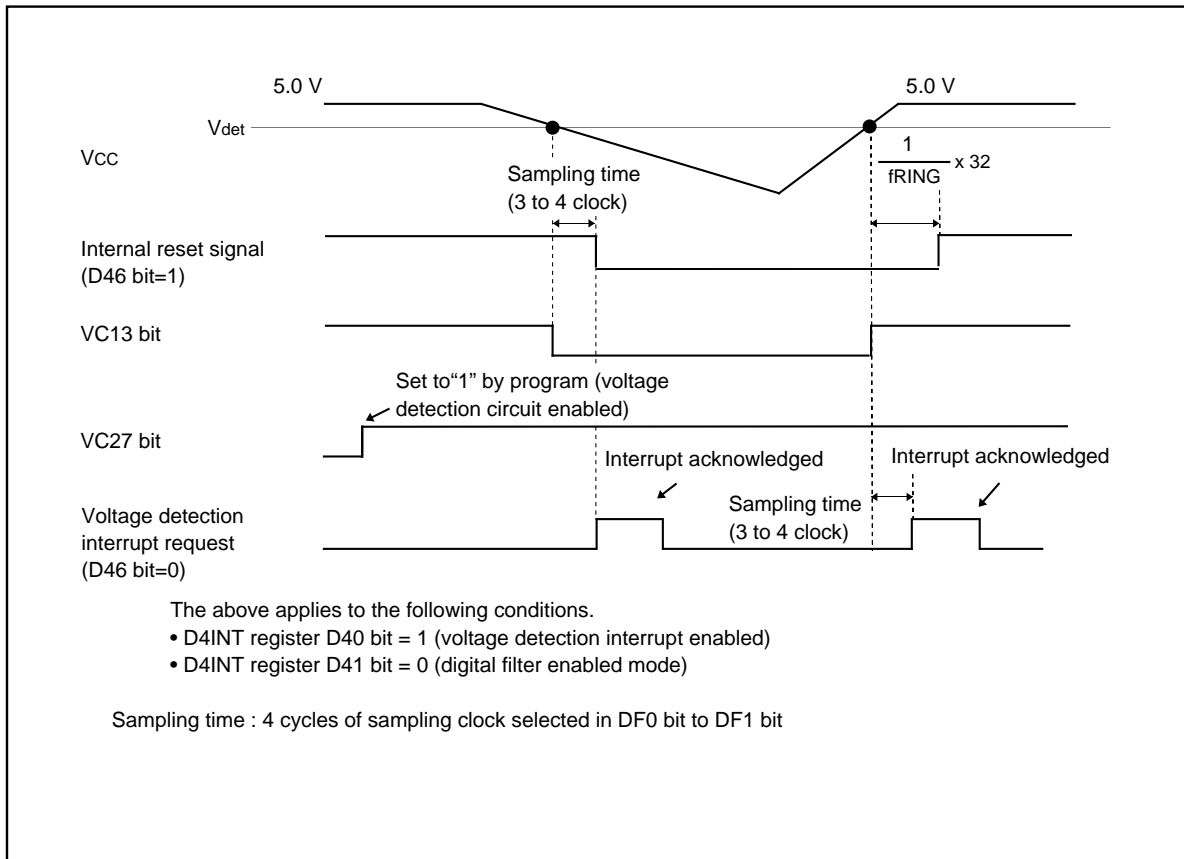 5.0 V
5.0 V
Vdet
VCC
1
fRING
x 32
Sampling time
(3 to 4 clock)
Internal reset signal
(D46 bit=1)
VC13 bit
Set to“1” by program (voltage
detection circuit enabled)
VC27 bit
Interrupt acknowledged
Interrupt acknowledged
Sampling time
(3 to 4 clock)
Voltage detection
interrupt request
(D46 bit=0)
The above applies to the following conditions.
• D4INT register D40 bit = 1 (voltage detection interrupt enabled)
• D4INT register D41 bit = 0 (digital filter enabled mode)
Sampling time : 4 cycles of sampling clock selected in DF0 bit to DF1 bit